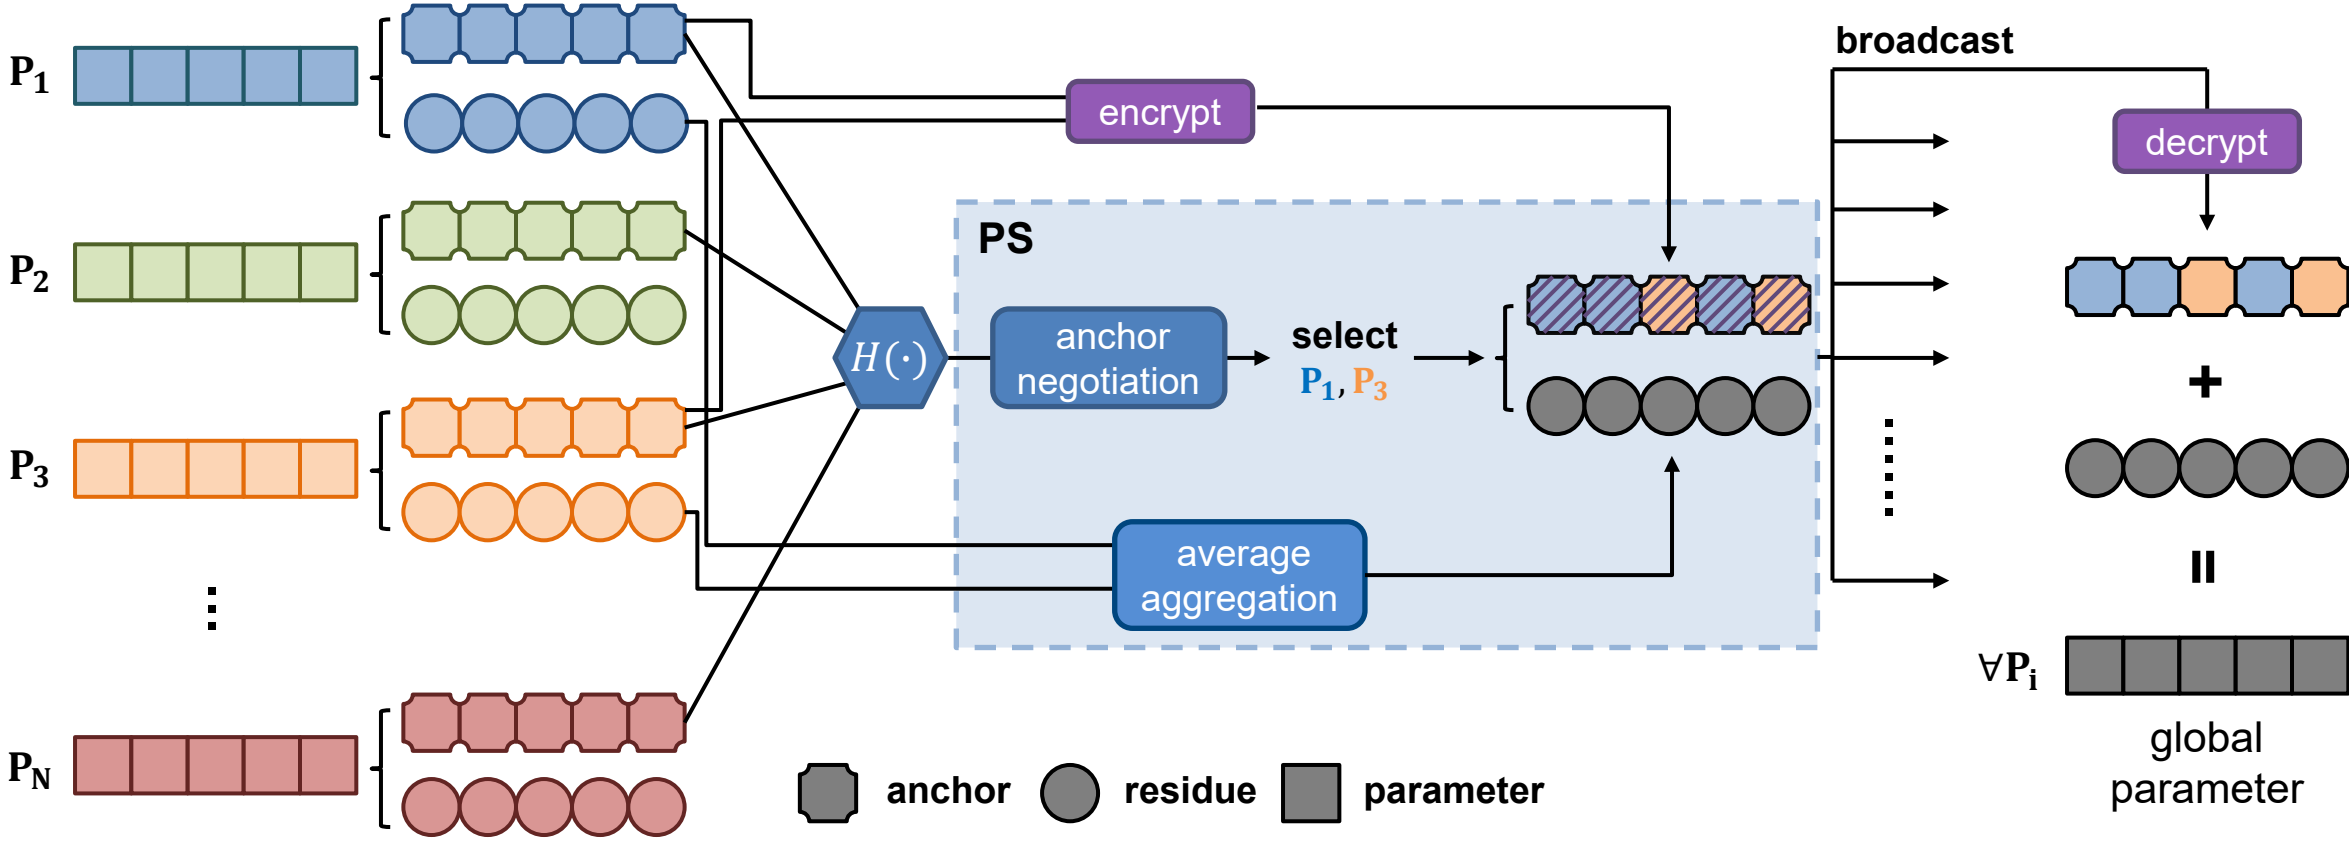 broadcast
P1
encrypt
decrypt
PS
P2
H(·)
anchor
negotiation
select
P1, P3
P3
average
aggregation
∀Pi
global
parameter
PN
anchor
residue
parameter